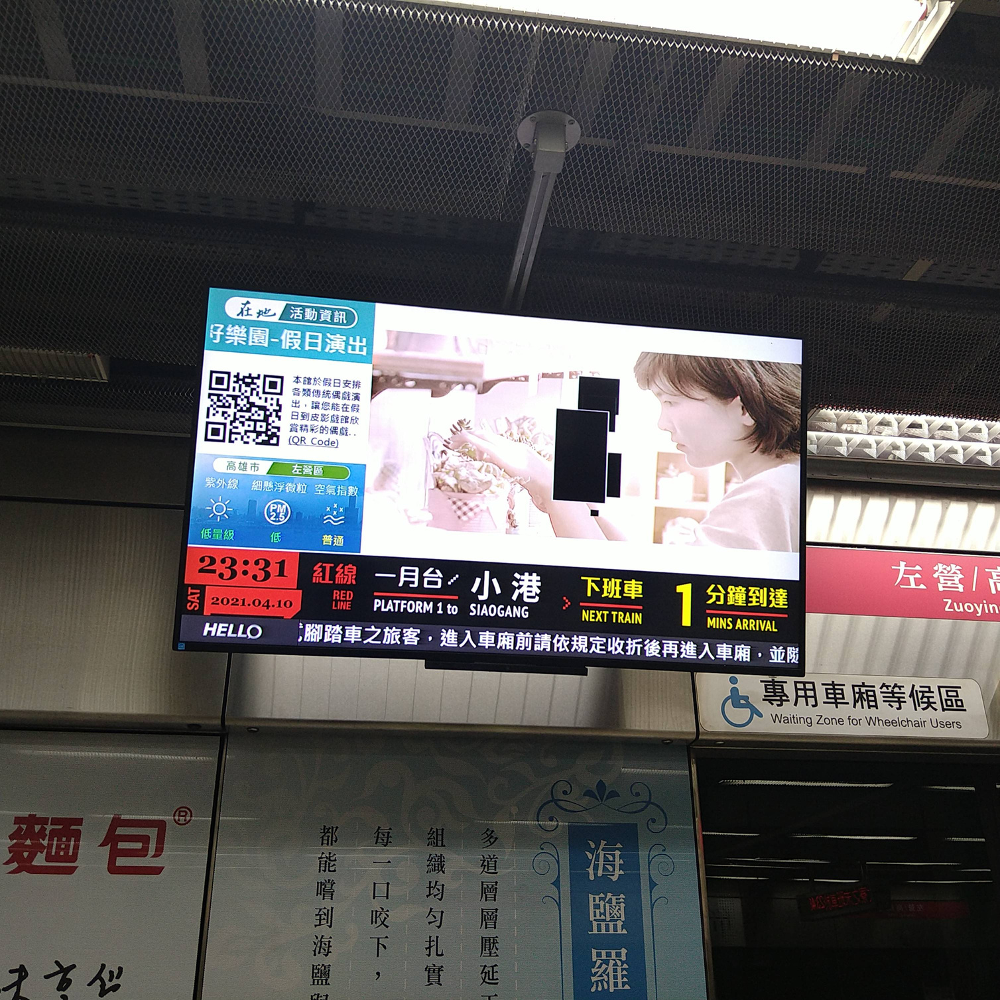 在地 活動資訊
好樂園-假日演出
本館於假日安排
各類傳統偶戲演
出，讓您能在假
日到皮影戲館欣
賞精彩的偶戲..
(QR Code)
高雄市 左營區
紫外線 細懸浮微粒 空氣指數
PM
2.5
低量級 低 普通
23:31
SAT 2021.04.10
紅線
RED
LINE
一月台 小港
PLATFORM 1 to SIAOGANG
下班車 1 分鐘到達
NEXT TRAIN MINS ARRIVAL
HELLO
腳踏車之旅客，進入車廂前請依規定收折後再進入車廂，並隨
左營/高
Zuoyin
專用車廂等候區
Waiting Zone for Wheelchair Users
麵包®
海鹽羅
多道層層壓延
組織均勻扎實
每一口咬下，
都能嚐到海鹽